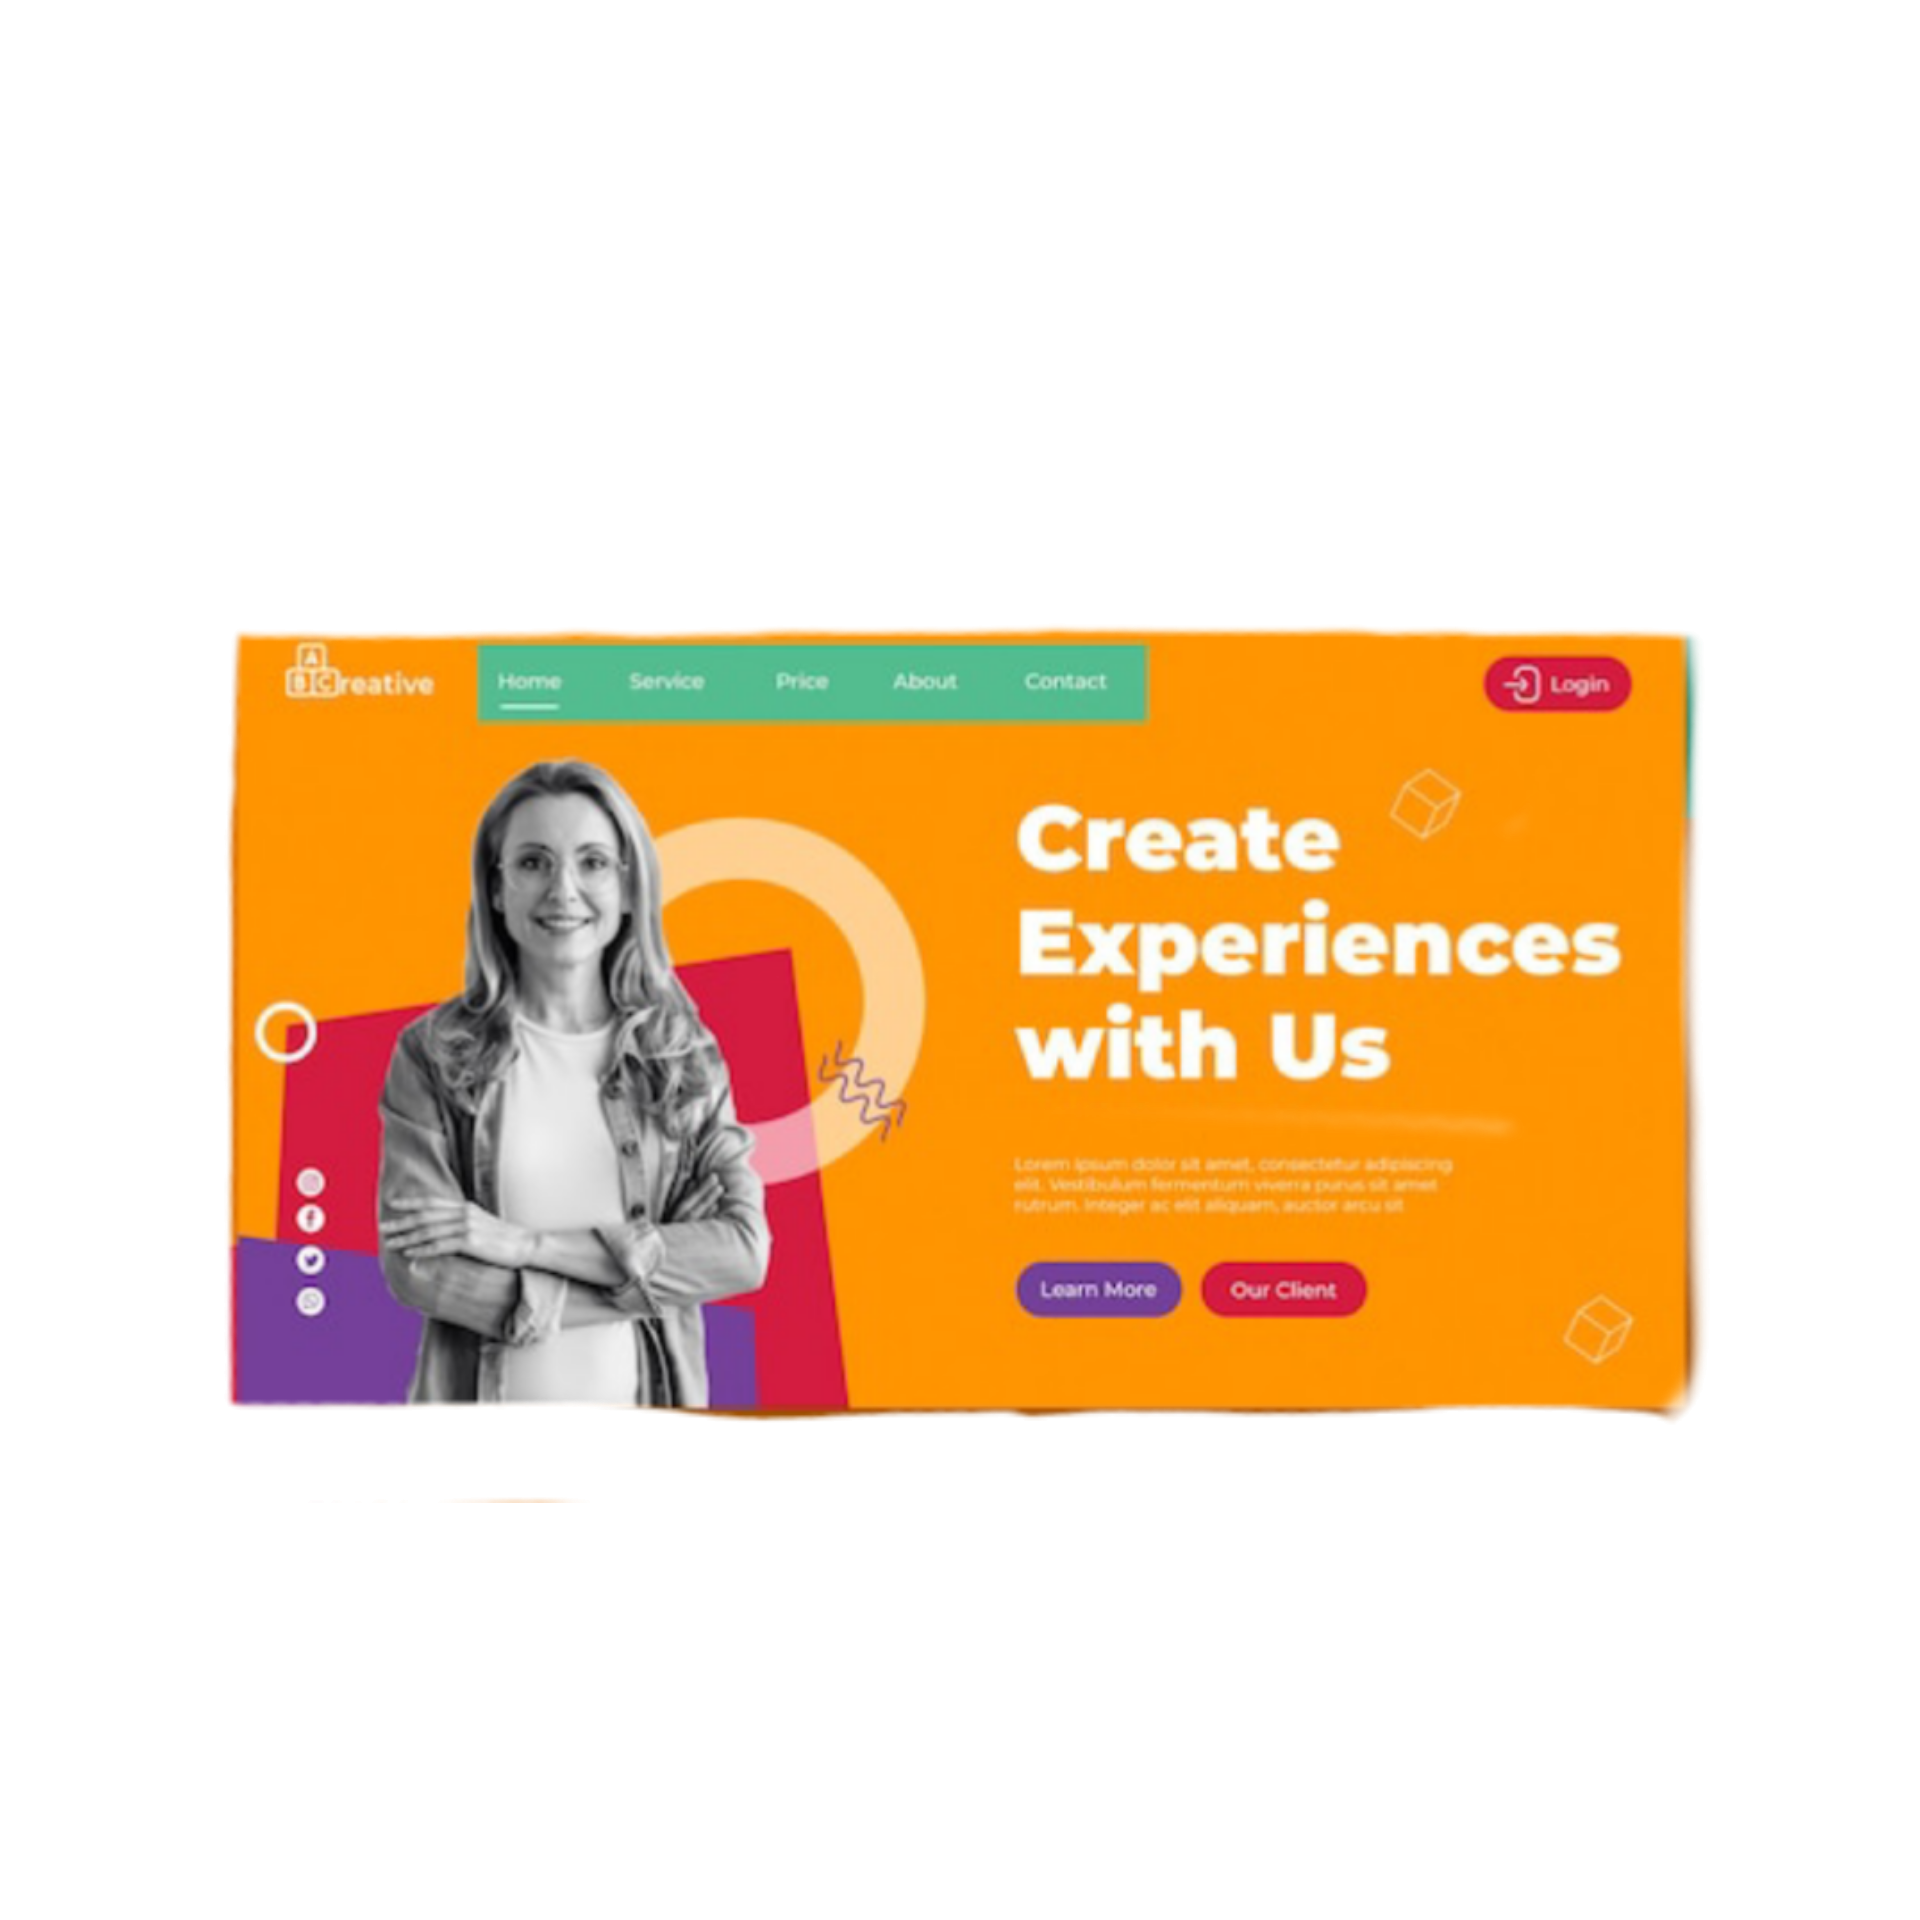 A
BCreative
Home Service Price About Contact
Login
Create
Experiences
with Us
Lorem ipsum dolor sit amet, consectetur adipiscing
elit. Vestibulum fermentum viverra purus sit amet
rutrum. Integer ac elit aliquam, auctor arcu sit
Learn More Our Client